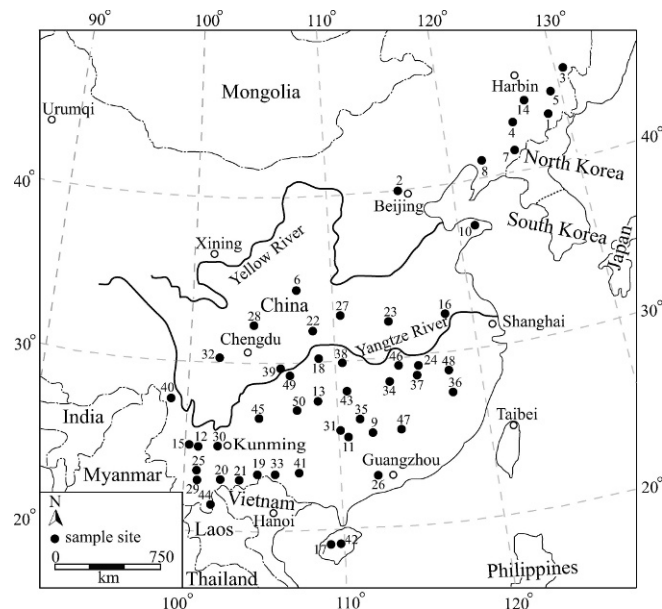 90°
100°
110°
120°
130°
Harbin
3
5
14
1
4
7
8
Mongolia
Urumqi
40°
North Korea
40°
2
Beijing
South Korea
10
Japan
Xining
Yellow River
6
China
27
23
16
28
22
Chengdu
Yangtze River
Shanghai
30°
30°
32
39
49
18
38
46
24
48
34
37
36
40
13
43
50
45
35
India
9
47
31
11
Taibei
15
12
30
Kunming
Guangzhou
26
Myanmar
25
20
21
19
33
41
29
44
Vietnam
Hanoi
20°
20°
Laos
17
42
N
sample site
0 750
km
Thailand
Philippines
100°
110°
120°